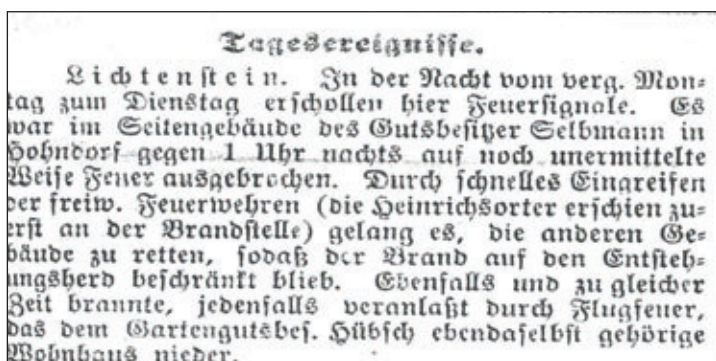 Tagesereignisse.
Lichtenstein. In der Nacht vom verg. Mon-
tag zum Dienstag erschollen hier Feuersignale. Es
war im Seitengebäude des Gutsbesitzer Selbmann in
Hohndorf gegen 1 Uhr nachts auf noch unermittelte
Weise Feuer ausgebrochen. Durch schnelles Eingreifen
der freiw. Feuerwehren (die Heinrichsorter erschien zu-
erst an der Brandstelle) gelang es, die anderen Ge-
bäude zu retten, sodaß der Brand auf den Entsteh-
ungsherd beschränkt blieb. Ebenfalls und zu gleicher
Zeit brannte, jedenfalls veranlaßt durch Flugfeuer,
das dem Gartengutsbes. Hübsch ebendaselbst gehörige
Wohnhaus nieder.